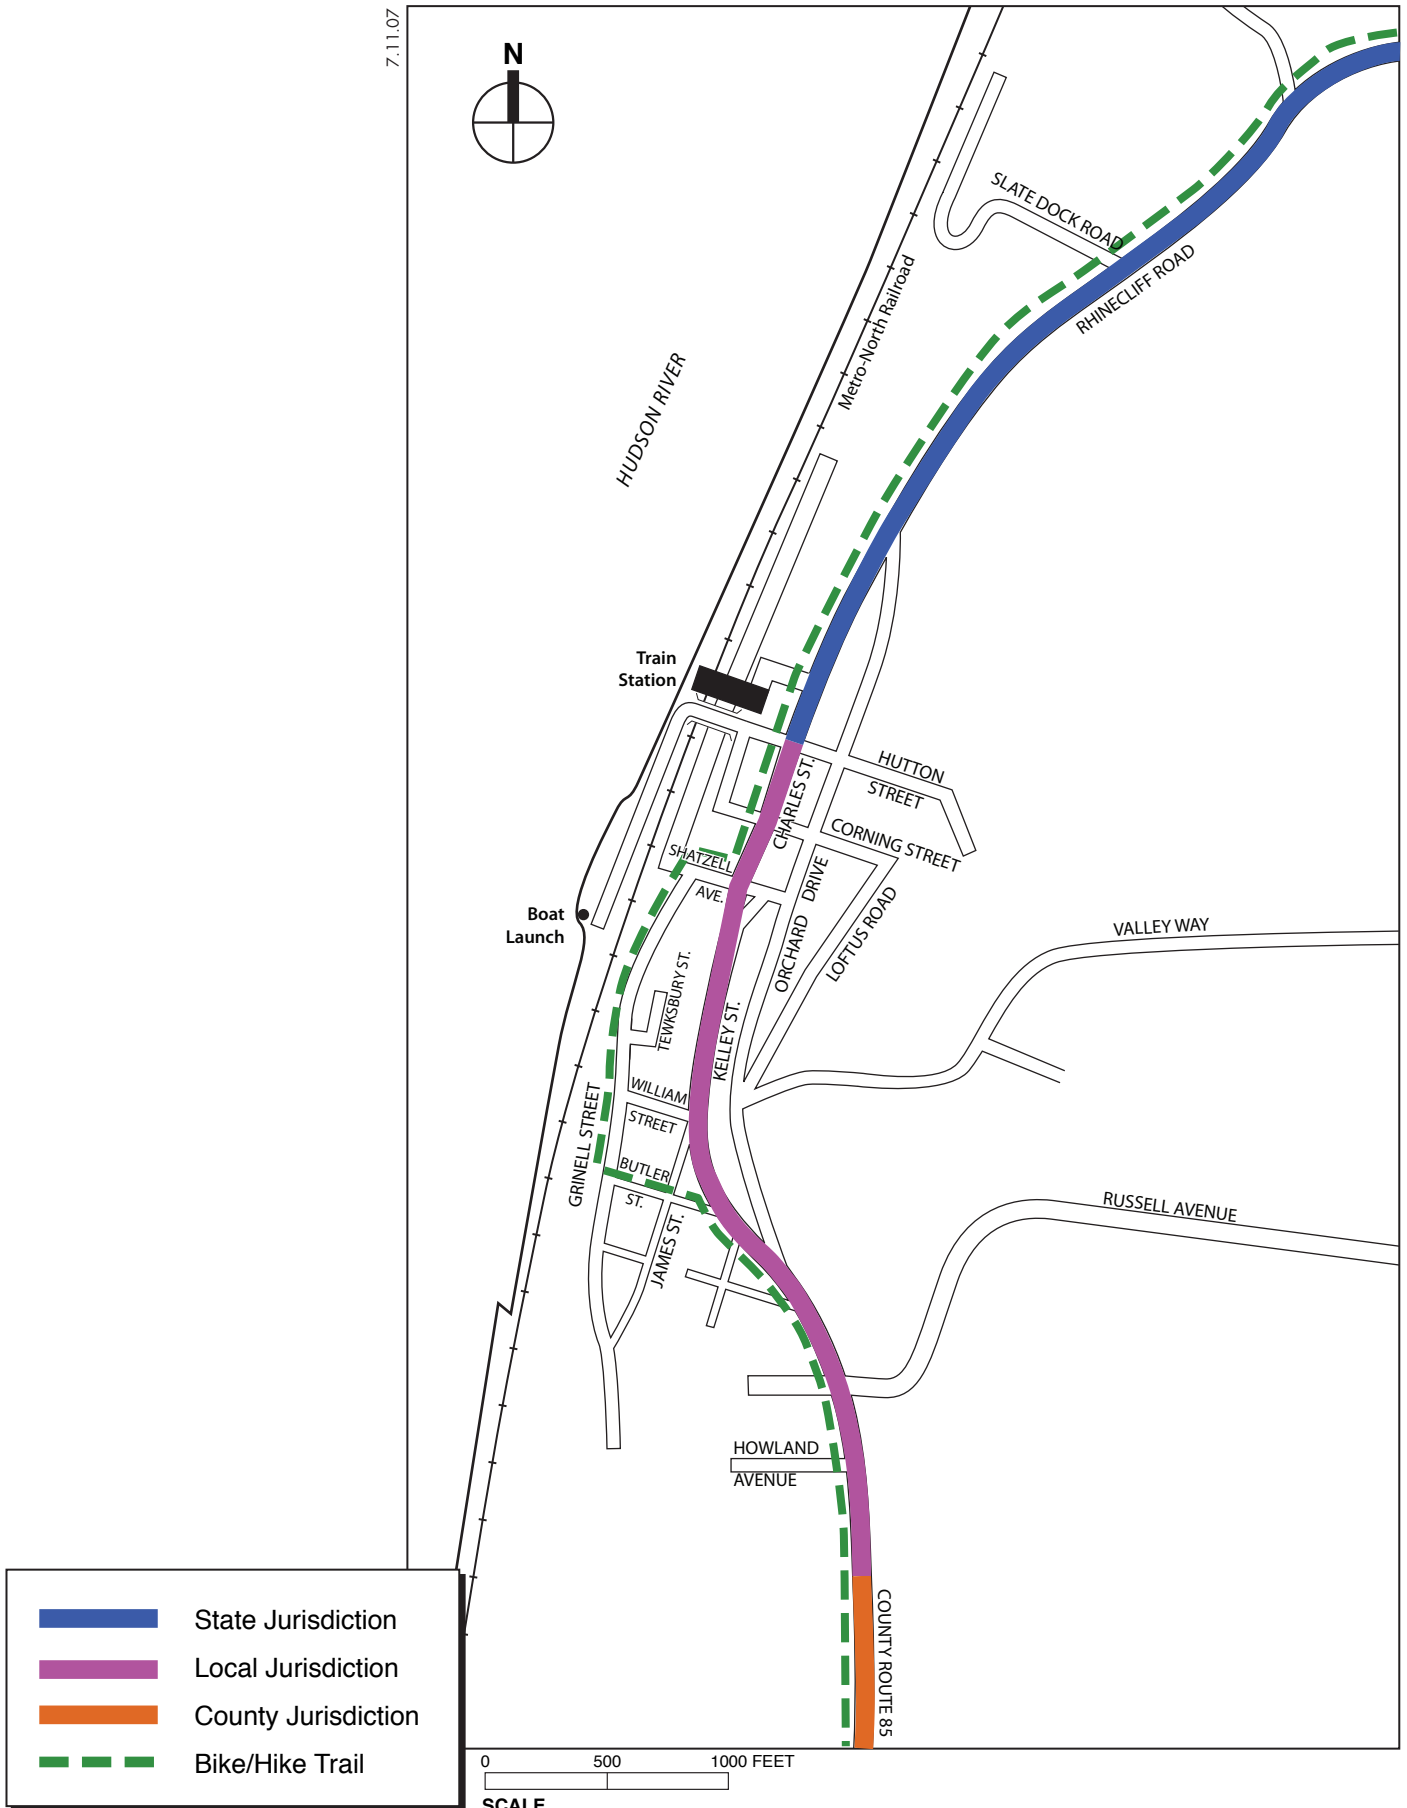 7.11.07
N
SLATE DOCK ROAD
RHINECLIFF ROAD
Metro-North Railroad
HUDSON RIVER
Train
Station
HUTTON
STREET
CHARLES ST.
CORNING STREET
SHATZELL
AVE.
ORCHARD DRIVE
LOFTUS ROAD
Boat
Launch
VALLEY WAY
TEWKSBURY ST.
KELLEY ST.
WILLIAM
STREET
GRINELL STREET
BUTLER
ST.
JAMES ST.
RUSSELL AVENUE
HOWLAND
AVENUE
COUNTY ROUTE 85
State Jurisdiction
Local Jurisdiction
County Jurisdiction
Bike/Hike Trail
0 500 1000 FEET
SCALE